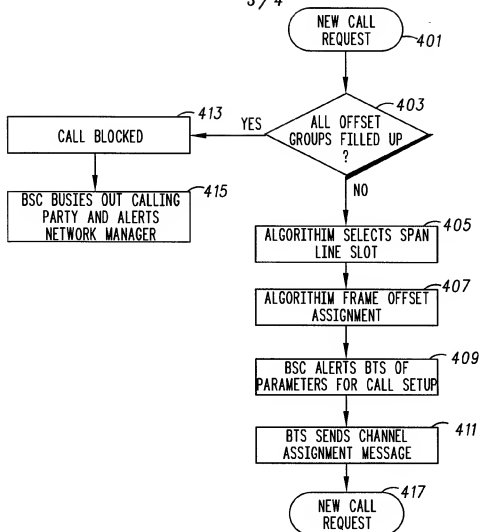 3/4
NEW CALL
REQUEST
401
403
ALL OFFSET
GROUPS FILLED UP
?
YES
NO
413
CALL BLOCKED
415
BSC BUSIES OUT CALLING
PARTY AND ALERTS
NETWORK MANAGER
405
ALGORITHIM SELECTS SPAN
LINE SLOT
407
ALGORITHIM FRAME OFFSET
ASSIGNMENT
409
BSC ALERTS BTS OF
PARAMETERS FOR CALL SETUP
411
BTS SENDS CHANNEL
ASSIGNMENT MESSAGE
417
NEW CALL
REQUEST